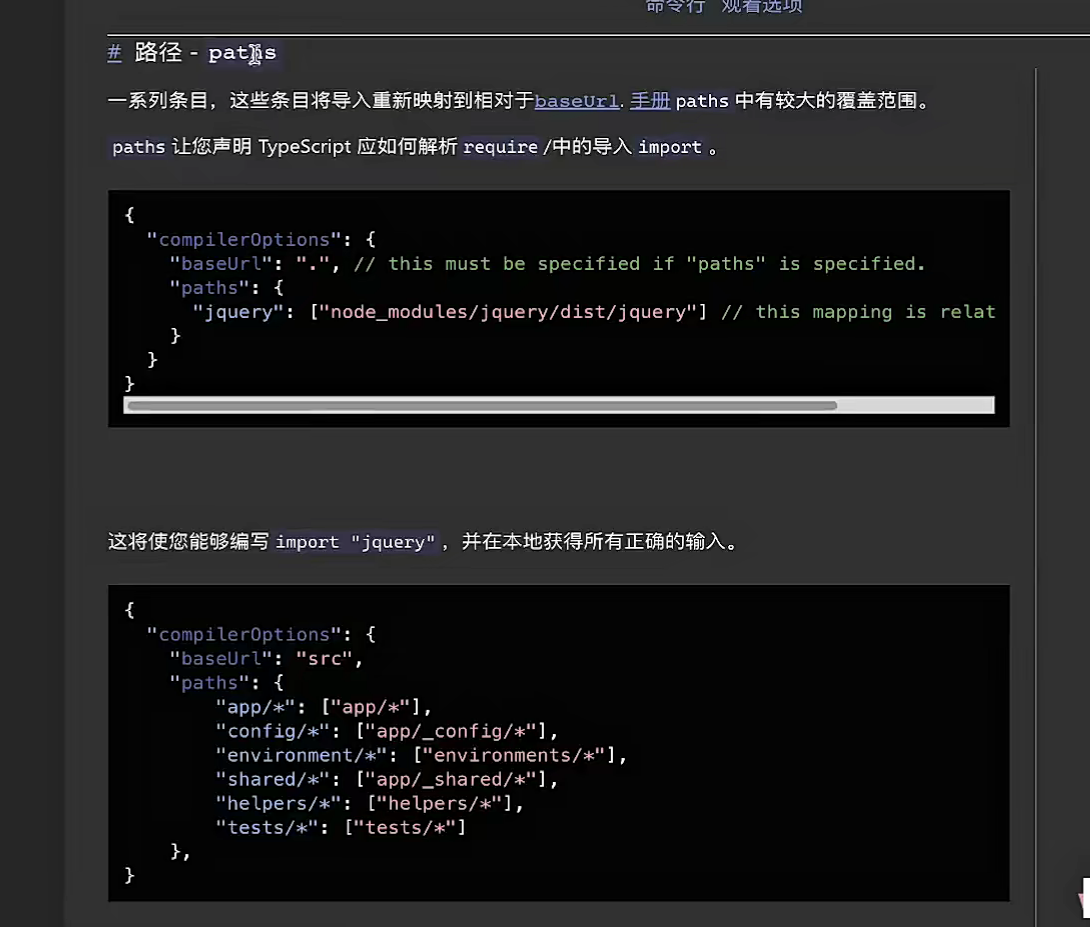 命令行 观看选项
# 路径 - paths
一系列条目，这些条目将导入重新映射到相对于baseUrl. 手册 paths 中有较大的覆盖范围。
paths 让您声明 TypeScript 应如何解析 require /中的导入 import 。
{
  "compilerOptions": {
    "baseUrl": ".", // this must be specified if "paths" is specified.
    "paths": {
      "jquery": ["node_modules/jquery/dist/jquery"] // this mapping is relat
    }
  }
}
这将使您能够编写 import "jquery"，并在本地获得所有正确的输入。
{
  "compilerOptions": {
    "baseUrl": "src",
    "paths": {
        "app/*": ["app/*"],
        "config/*": ["app/_config/*"],
        "environment/*": ["environments/*"],
        "shared/*": ["app/_shared/*"],
        "helpers/*": ["helpers/*"],
        "tests/*": ["tests/*"]
    },
}